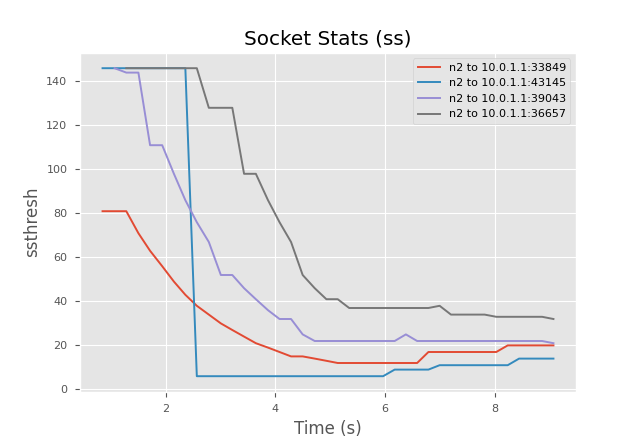 Socket Stats (ss)
n2 to 10.0.1.1:33849
n2 to 10.0.1.1:43145
n2 to 10.0.1.1:39043
n2 to 10.0.1.1:36657
ssthresh
140
120
100
80
60
40
20
0
2 4 6 8
Time (s)